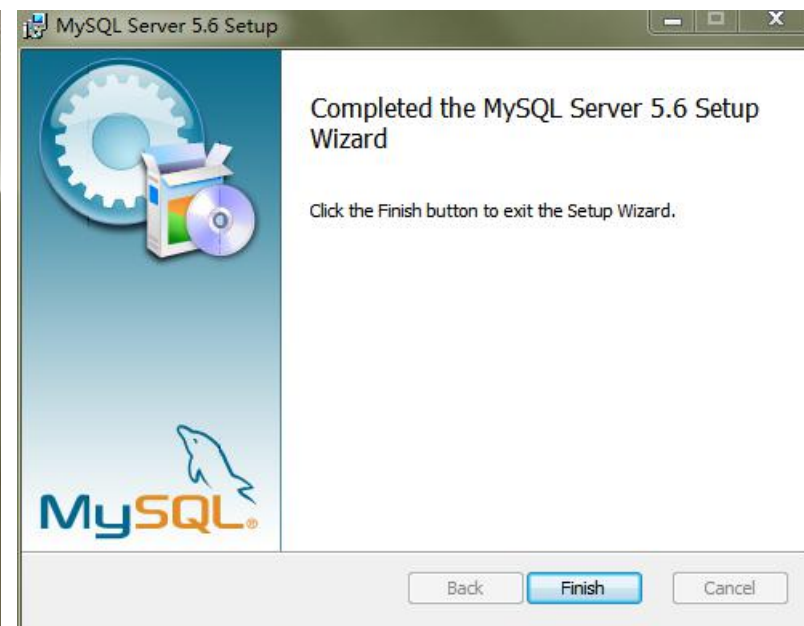 MySQL Server 5.6 Setup
Completed the MySQL Server 5.6 Setup
Wizard
Click the Finish button to exit the Setup Wizard.
MySQL®
Back Finish Cancel